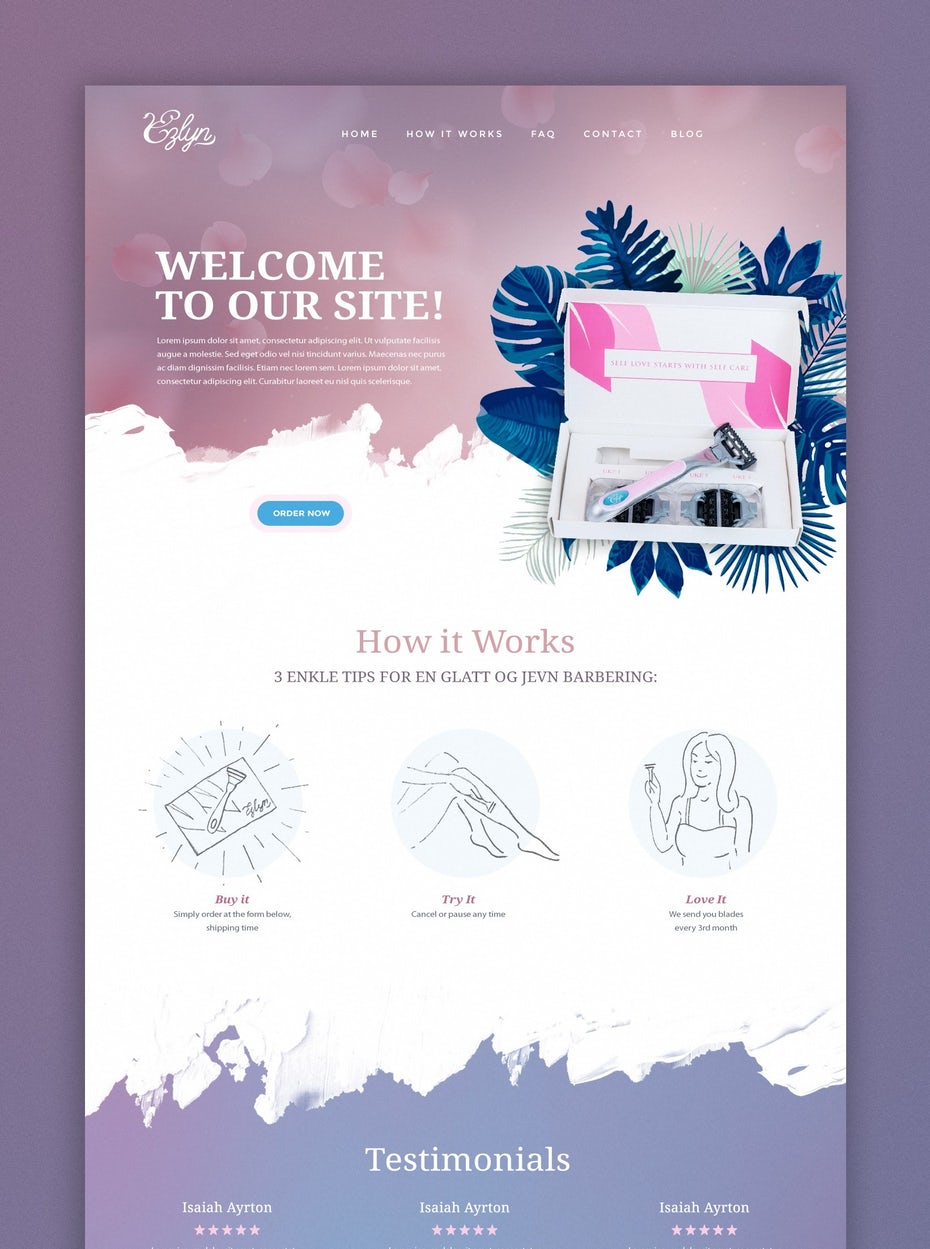 Ezlyn
HOME HOW IT WORKS FAQ CONTACT BLOG
WELCOME
TO OUR SITE!
Lorem ipsum dolor sit amet, consectetur adipiscing elit. Ut vulputate facilisis
augue a molestie. Sed eget odio vel nisi tincidunt varius. Maecenas nec purus
ac diam dignissim facilisis. Etiam nec lorem sem. Lorem ipsum dolor sit amet,
consectetur adipiscing elit. Curabitur laoreet eu nisl quis scelerisque.
SELF LOVE STARTS WITH SELF CARE
ORDER NOW
How it Works
3 ENKLE TIPS FOR EN GLATT OG JEVN BARBERING:
Ezlyn
Buy it
Simply order at the form below,
shipping time
Try It
Cancel or pause any time
Love It
We send you blades
every 3rd month
Testimonials
Isaiah Ayrton Isaiah Ayrton Isaiah Ayrton